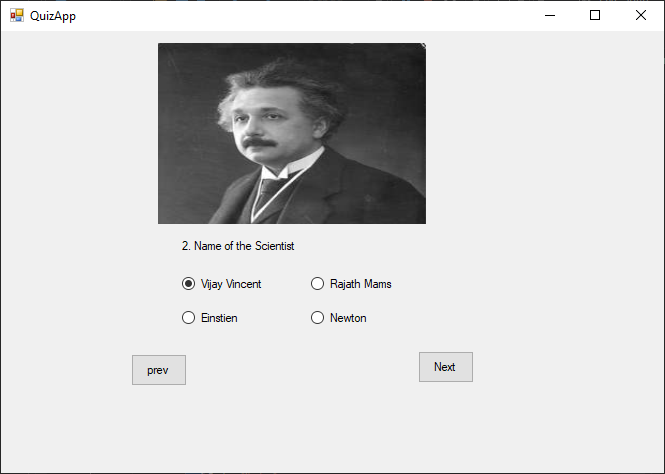 QuizApp
2. Name of the Scientist
Vijay Vincent Rajath Mams
Einstien Newton
prev Next